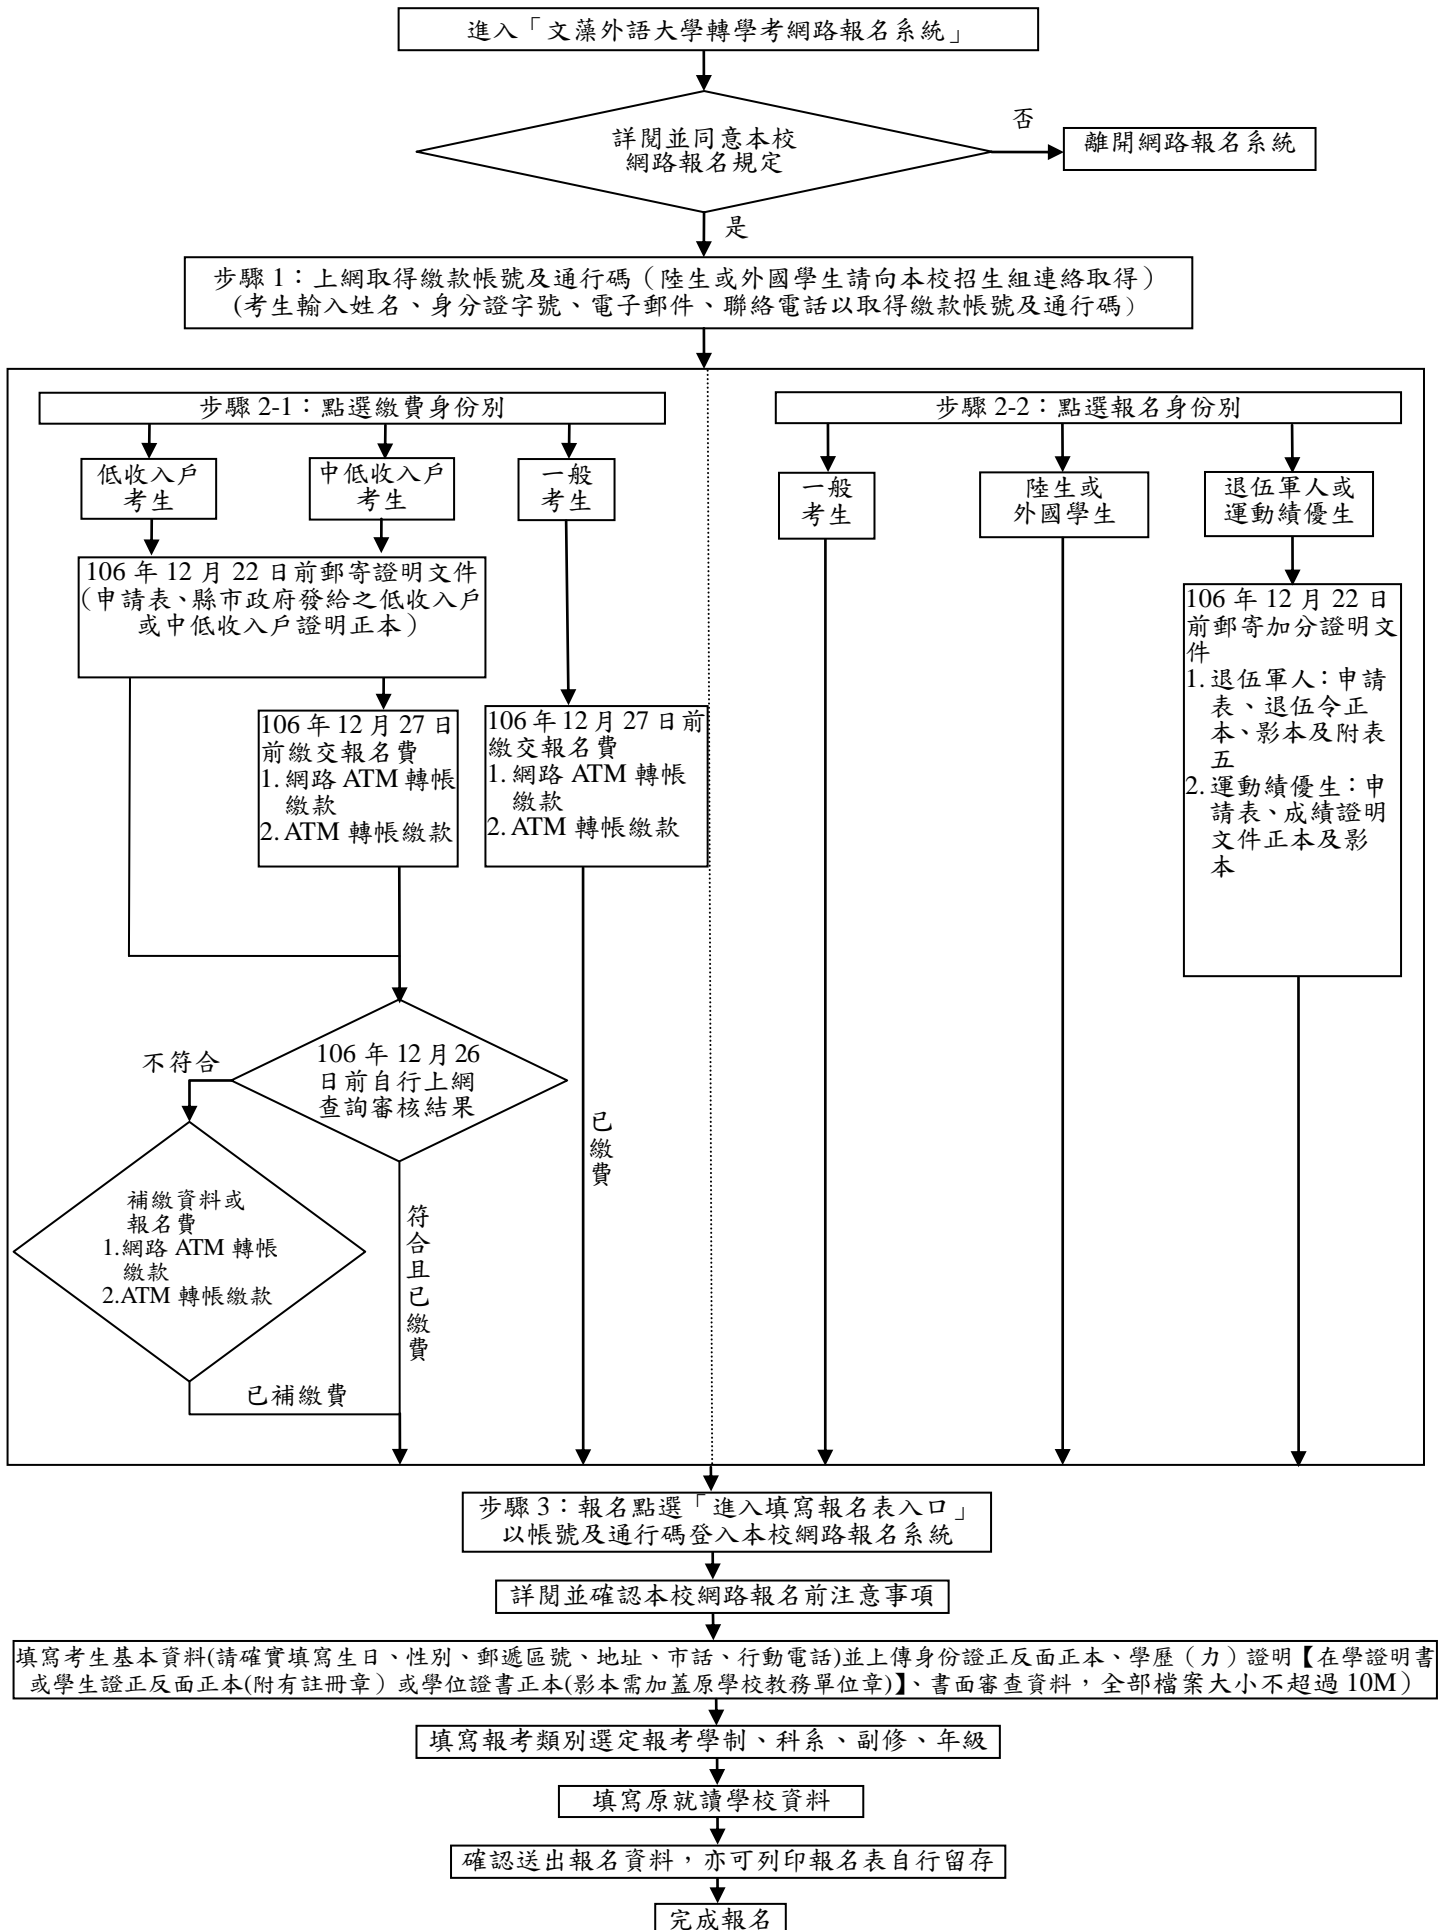 進入「文藻外語大學轉學考網路報名系統」
詳閱並同意本校
網路報名規定
否
離開網路報名系統
是
步驟 1：上網取得繳款帳號及通行碼（陸生或外國學生請向本校招生組連絡取得）
(考生輸入姓名、身分證字號、電子郵件、聯絡電話以取得繳款帳號及通行碼）
步驟 2-1：點選繳費身份別
低收入戶
考生
中低收入戶
考生
一般
考生
106 年 12 月 22 日前郵寄證明文件
（申請表、縣市政府發給之低收入戶
或中低收入戶證明正本）
106 年 12 月 27 日
前繳交報名費
1. 網路 ATM 轉帳
繳款
2. ATM 轉帳繳款
106 年 12 月 27 日前
繳交報名費
1. 網路 ATM 轉帳
繳款
2. ATM 轉帳繳款
106 年 12 月 26
日前自行上網
查詢審核結果
不符合
補繳資料或
報名費
1.網路 ATM 轉帳
繳款
2.ATM 轉帳繳款
符
合
且
已
繳
費
已補繳費
已
繳
費
步驟 2-2：點選報名身份別
一般
考生
陸生或
外國學生
退伍軍人或
運動績優生
106 年 12 月 22 日
前郵寄加分證明文
件
1. 退伍軍人：申請
表、退伍令正
本、影本及附表
五
2. 運動績優生：申
請表、成績證明
文件正本及影
本
步驟 3：報名點選「進入填寫報名表入口」
以帳號及通行碼登入本校網路報名系統
詳閱並確認本校網路報名前注意事項
填寫考生基本資料(請確實填寫生日、性別、郵遞區號、地址、市話、行動電話)並上傳身份證正反面正本、學歷（力）證明【在學證明書
或學生證正反面正本(附有註冊章）或學位證書正本(影本需加蓋原學校教務單位章)】、書面審查資料，全部檔案大小不超過 10M）
填寫報考類別選定報考學制、科系、副修、年級
填寫原就讀學校資料
確認送出報名資料，亦可列印報名表自行留存
完成報名